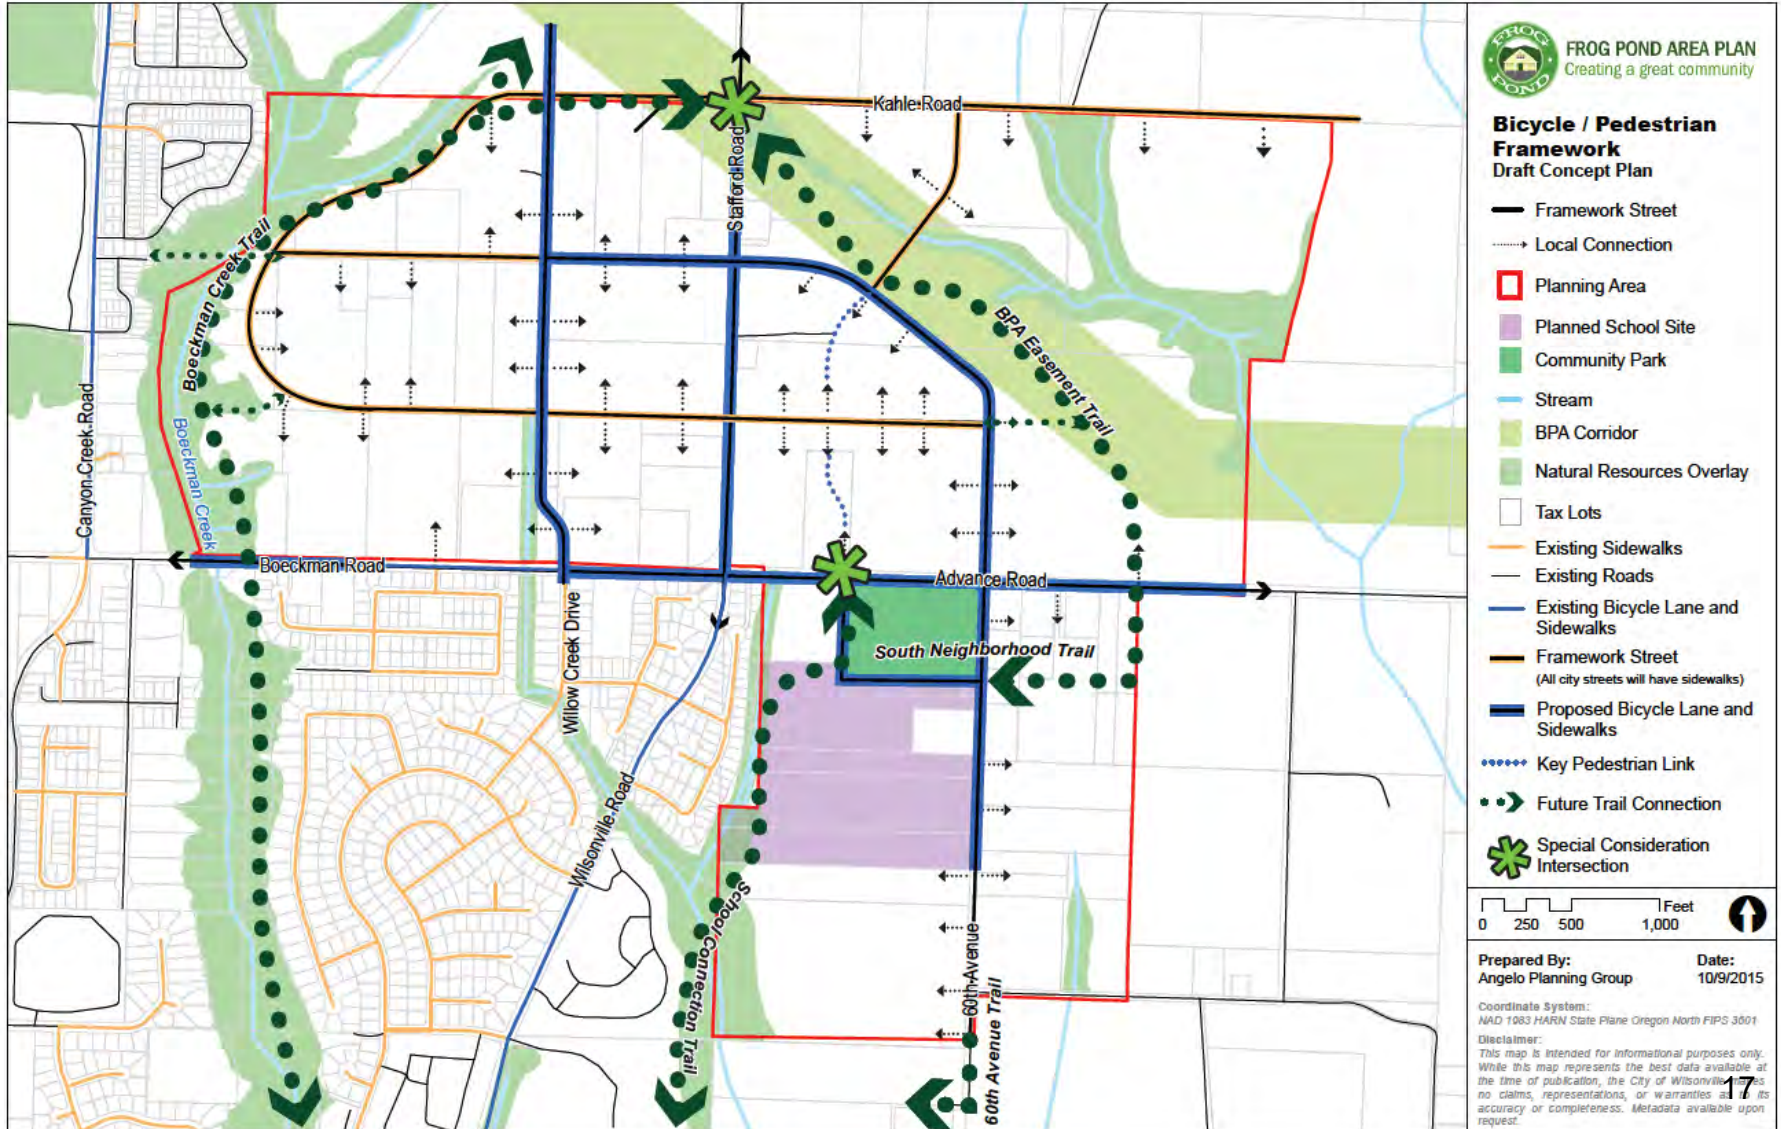 Kahle Road
Stafford Road
Boeckman Creek Trail
BPA Easement Trail
Canyon Creek Road
Boeckman Creek
Boeckman Road
Advance Road
Willow Creek Drive
South Neighborhood Trail
Wilsonville Road
School Connection Trail
60th Avenue
60th Avenue Trail
FROG
POND
FROG POND AREA PLAN
Creating a great community
Bicycle / Pedestrian
Framework
Draft Concept Plan
Framework Street
Local Connection
Planning Area
Planned School Site
Community Park
Stream
BPA Corridor
Natural Resources Overlay
Tax Lots
Existing Sidewalks
Existing Roads
Existing Bicycle Lane and
Sidewalks
Framework Street
(All city streets will have sidewalks)
Proposed Bicycle Lane and
Sidewalks
Key Pedestrian Link
Future Trail Connection
Special Consideration
Intersection
Feet
0 250 500 1,000
Prepared By: Date:
Angelo Planning Group 10/9/2015
Coordinate System:
NAD 1983 HARN State Plane Oregon North FIPS 3601
Disclaimer:
This map is intended for informational purposes only.
While this map represents the best data available at
the time of publication, the City of Wilsonville makes
no claims, representations, or warranties as to its
accuracy or completeness. Metadata available upon
request.
17